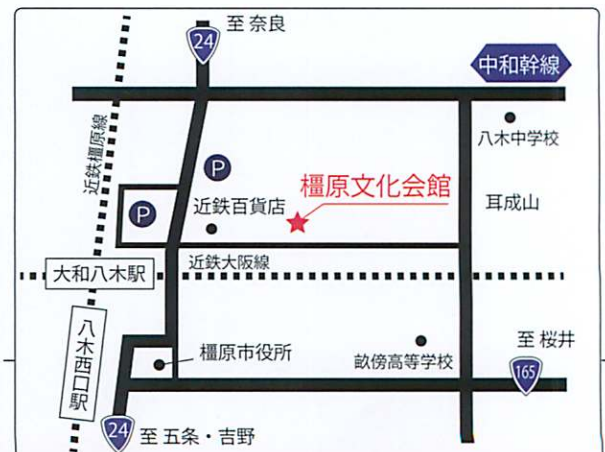 至 奈良
24
中和幹線
八木中学校
近鉄橿原線
P
橿原文化会館
耳成山
近鉄百貨店
P
近鉄大阪線
大和八木駅
八木西口駅
橿原市役所
畝傍高等学校
至 桜井
165
24
至 五条・吉野